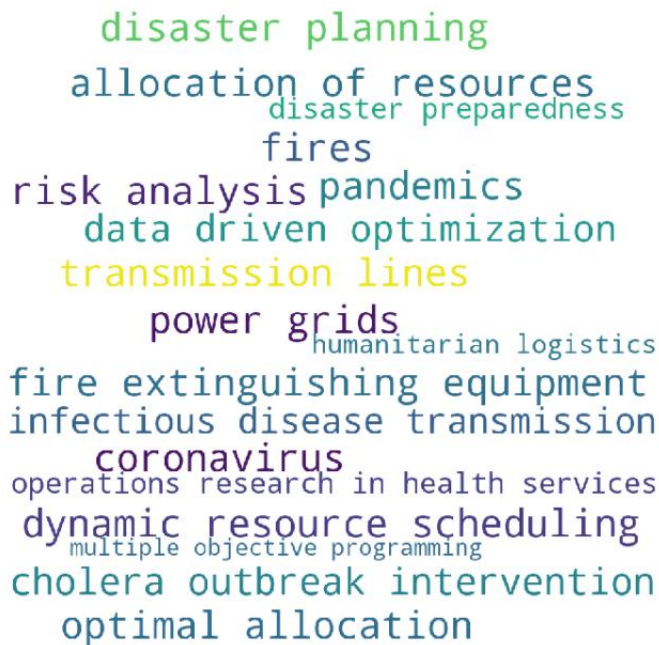 disaster planning
allocation of resources
disaster preparedness
fires
risk analysis pandemics
data driven optimization
transmission lines
power grids
humanitarian logistics
fire extinguishing equipment
infectious disease transmission
coronavirus
operations research in health services
dynamic resource scheduling
multiple objective programming
cholera outbreak intervention
optimal allocation